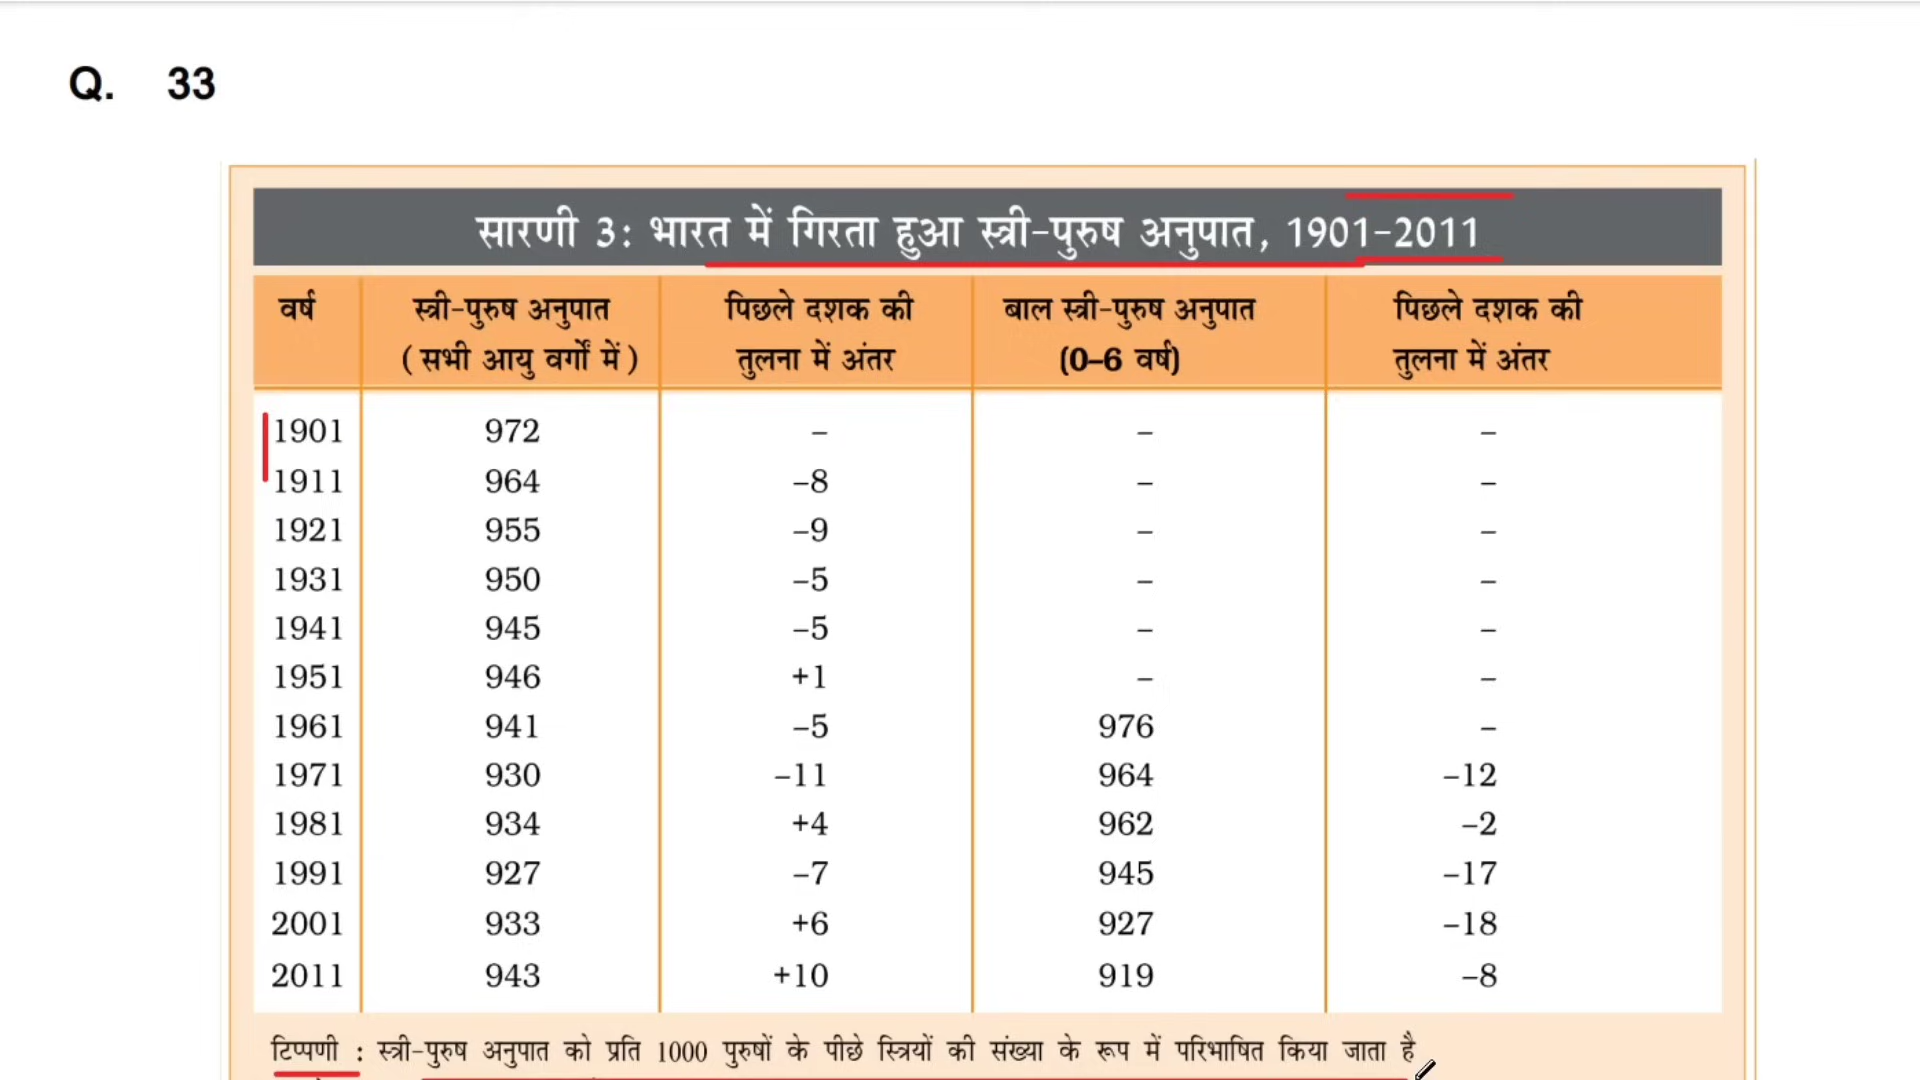 Q. 33
सारणी 3: भारत में गिरता हुआ स्त्री-पुरुष अनुपात, 1901-2011
वर्ष स्त्री-पुरुष अनुपात (सभी आयु वर्गों में) पिछले दशक की तुलना में अंतर बाल स्त्री-पुरुष अनुपात (0–6 वर्ष) पिछले दशक की तुलना में अंतर
1901 972 – – –
1911 964 –8 – –
1921 955 –9 – –
1931 950 –5 – –
1941 945 –5 – –
1951 946 +1 – –
1961 941 –5 976 –
1971 930 –11 964 –12
1981 934 +4 962 –2
1991 927 –7 945 –17
2001 933 +6 927 –18
2011 943 +10 919 –8
टिप्पणी : स्त्री-पुरुष अनुपात को प्रति 1000 पुरुषों के पीछे स्त्रियों की संख्या के रूप में परिभाषित किया जाता है